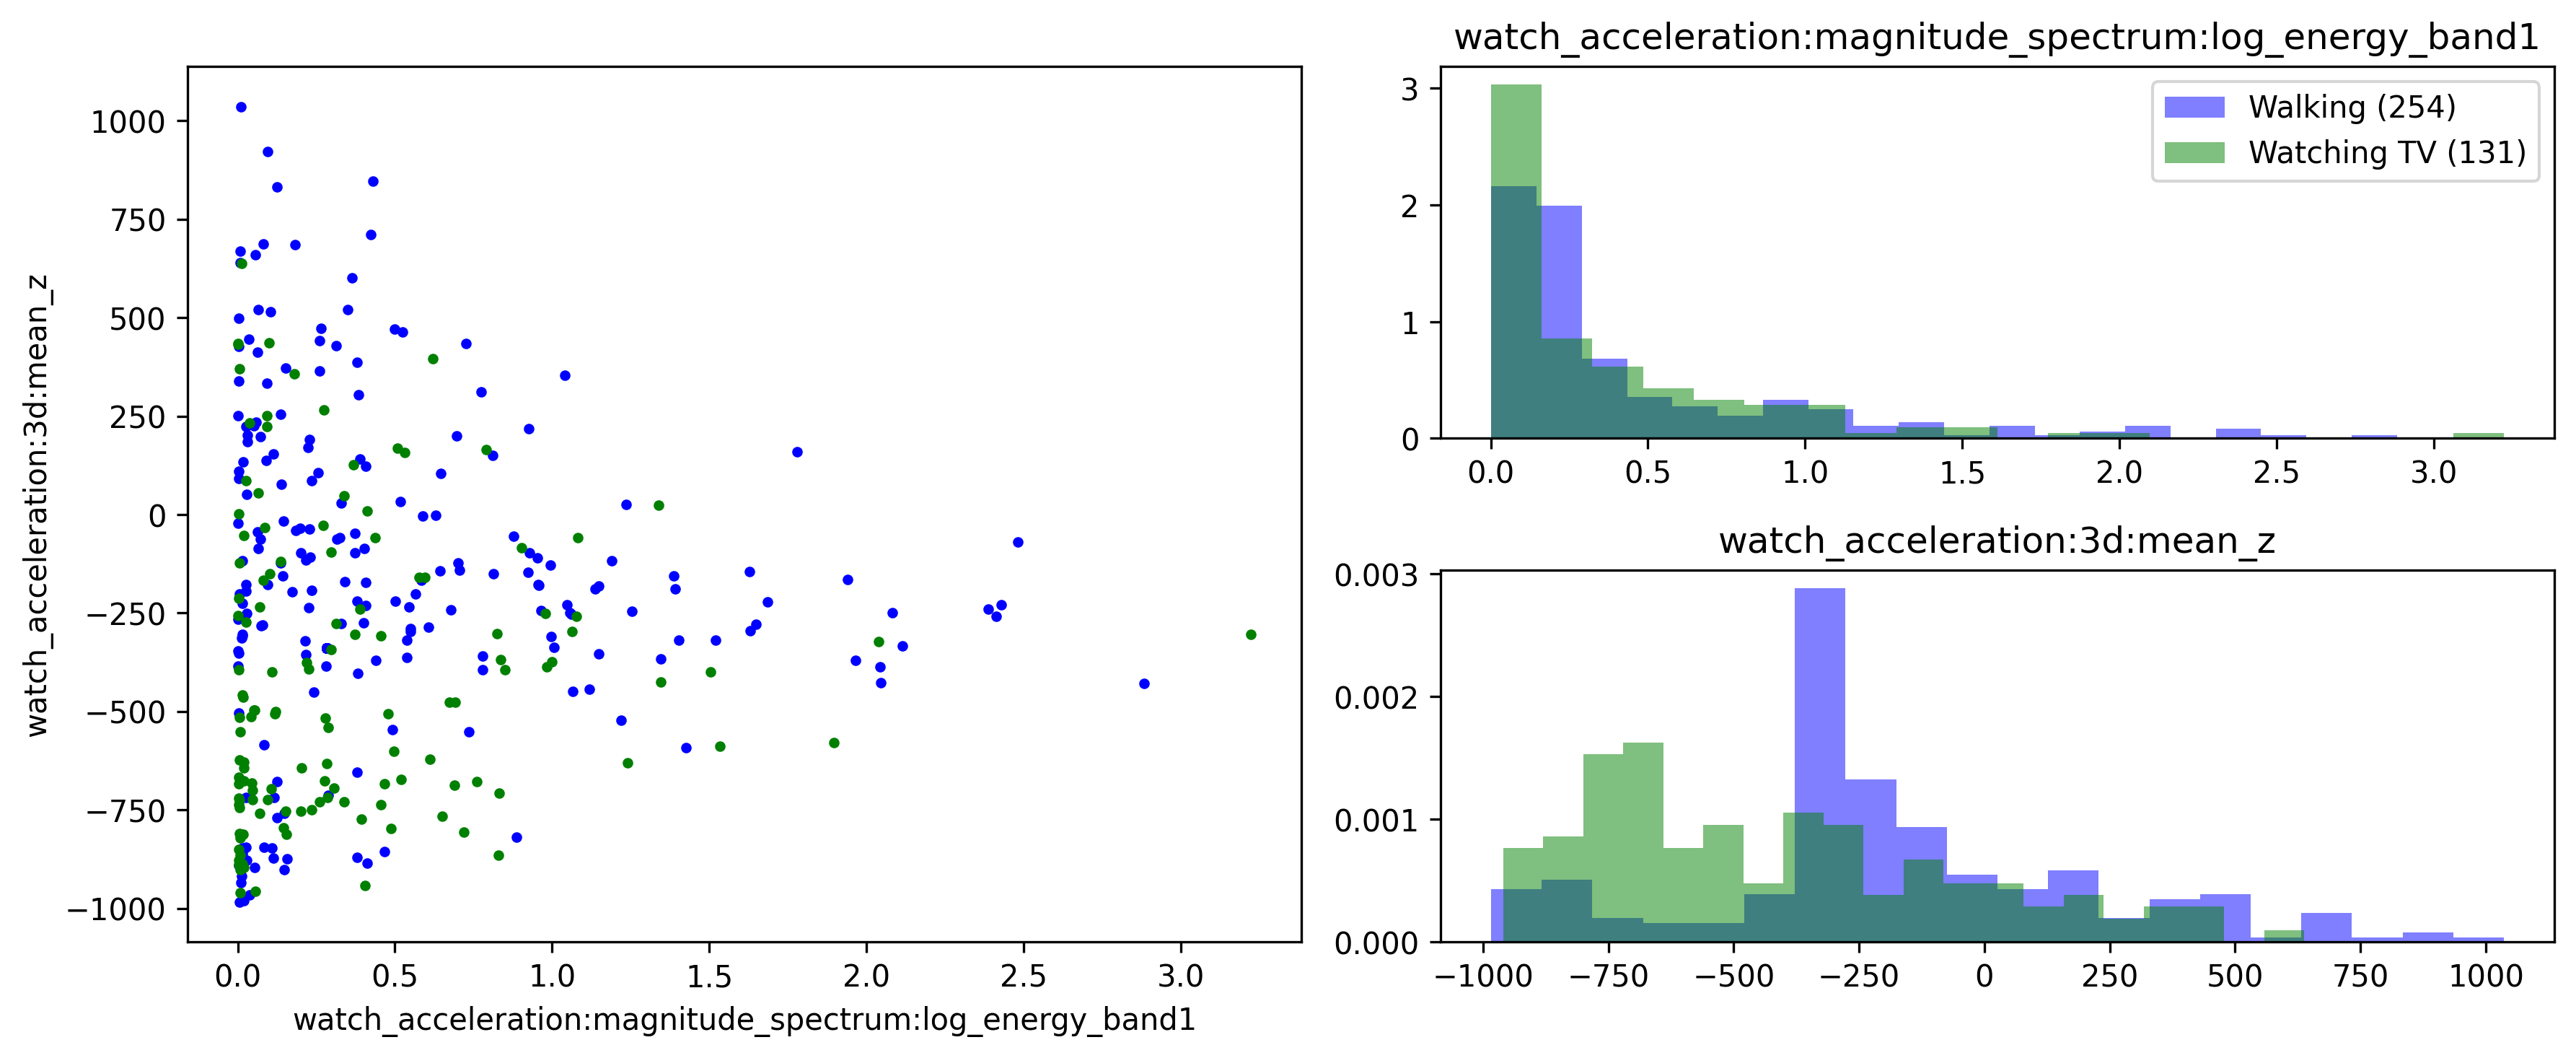 1000
750
500
250
0
−250
−500
−750
−1000
watch_acceleration:3d:mean_z
0.0 0.5 1.0 1.5 2.0 2.5 3.0
watch_acceleration:magnitude_spectrum:log_energy_band1
watch_acceleration:magnitude_spectrum:log_energy_band1
3
2
1
0
Walking (254)
Watching TV (131)
0.0 0.5 1.0 1.5 2.0 2.5 3.0
watch_acceleration:3d:mean_z
0.003
0.002
0.001
0.000
−1000 −750 −500 −250 0 250 500 750 1000